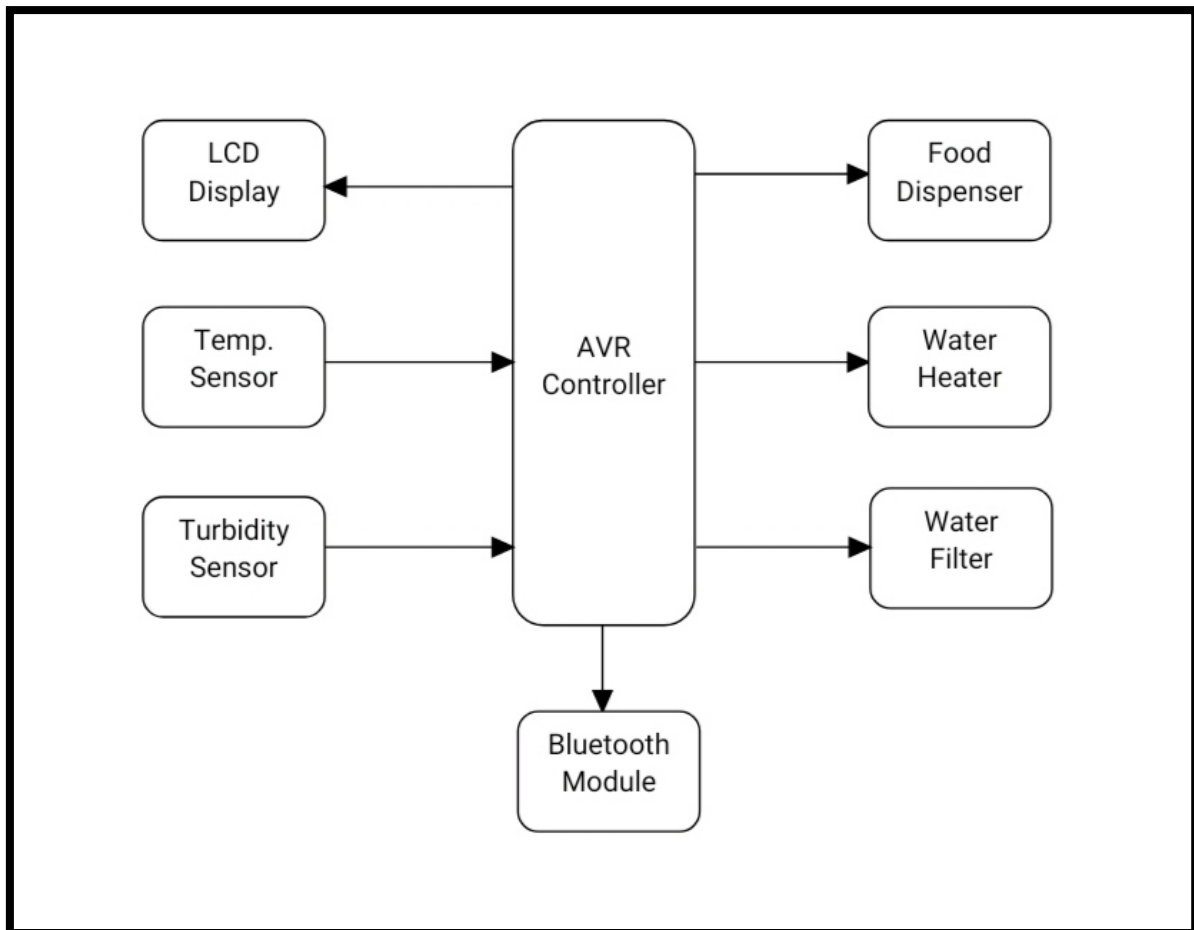 LCD
Display
Food
Dispenser
Temp.
Sensor
AVR
Controller
Water
Heater
Turbidity
Sensor
Water
Filter
Bluetooth
Module